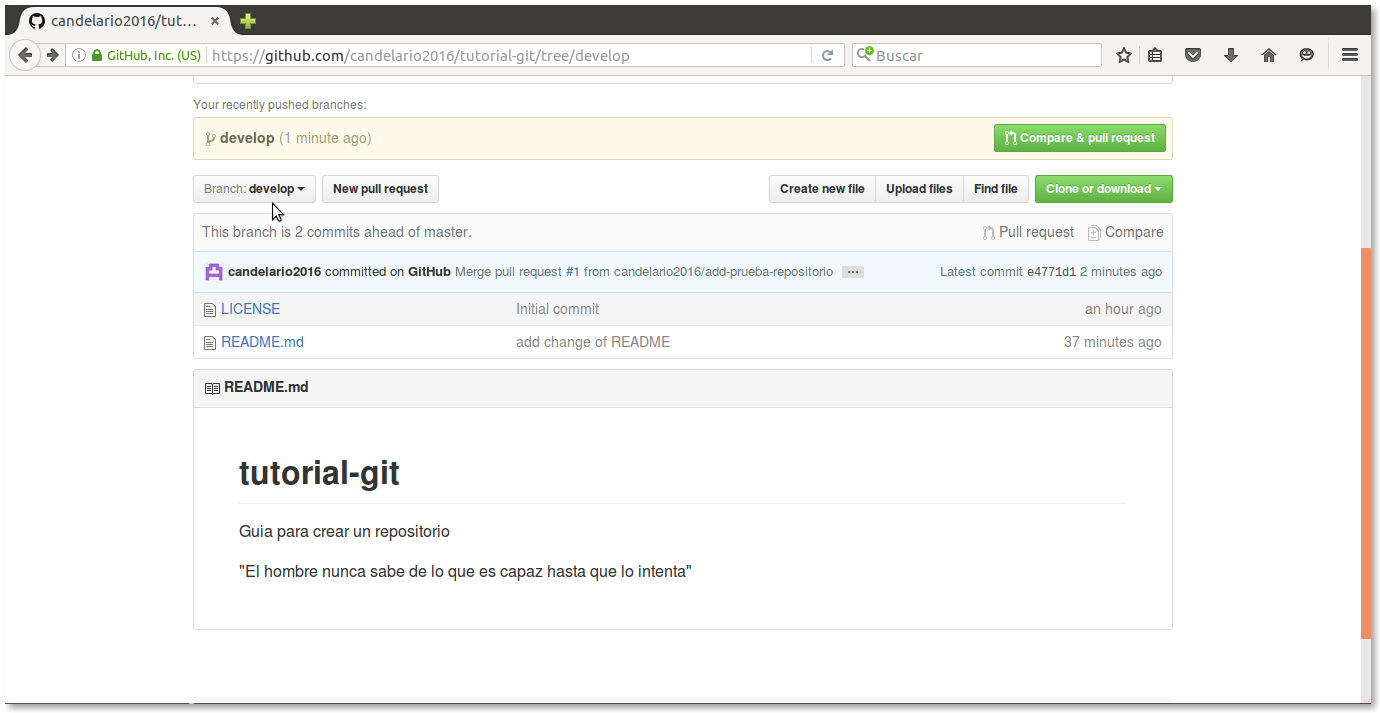 candelario2016/tut...
GitHub, Inc. (US) https://github.com/candelario2016/tutorial-git/tree/develop Buscar
Your recently pushed branches:
develop (1 minute ago) Compare & pull request
Branch: develop New pull request Create new file Upload files Find file Clone or download
This branch is 2 commits ahead of master. Pull request Compare
candelario2016 committed on GitHub Merge pull request #1 from candelario2016/add-prueba-repositorio ... Latest commit e4771d1 2 minutes ago
LICENSE Initial commit an hour ago
README.md add change of README 37 minutes ago
README.md
tutorial-git
Guia para crear un repositorio
"El hombre nunca sabe de lo que es capaz hasta que lo intenta"